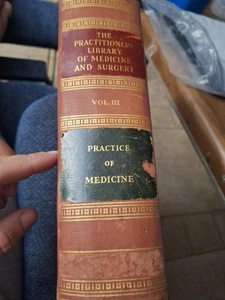 THE
PRACTITIONERS
LIBRARY
OF MEDICINE
AND SURGERY
VOL. III
PRACTICE
OF
MEDICINE